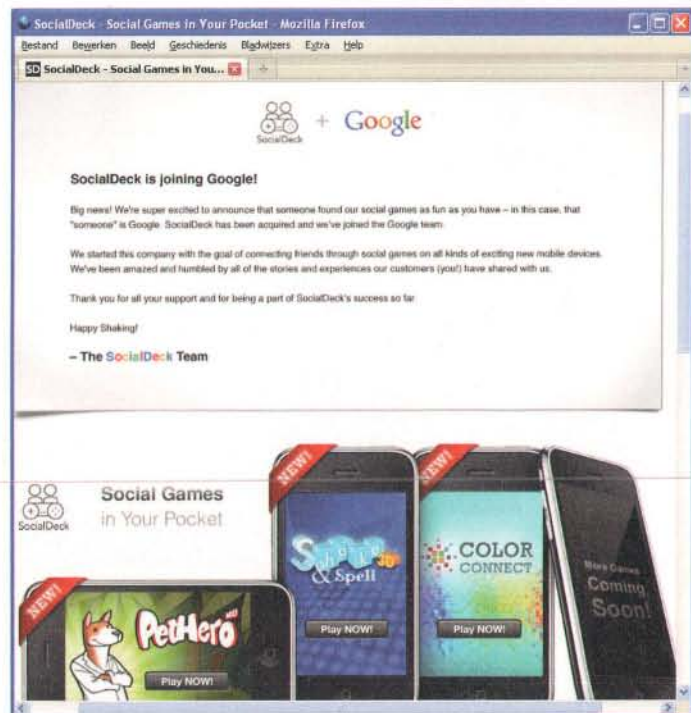 SocialDeck - Social Games in Your Pocket - Mozilla Firefox
Bestand Bewerken Beeld Geschiedenis Bladwijzers Extra Help
SD SocialDeck - Social Games in You...
SocialDeck + Google
SocialDeck is joining Google!
Big news! We're super excited to announce that someone found our social games as fun as you have – in this case, that
"someone" is Google. SocialDeck has been acquired and we've joined the Google team.
We started this company with the goal of connecting friends through social games on all kinds of exciting new mobile devices.
We've been amazed and humbled by all of the stories and experiences our customers (you!) have shared with us.
Thank you for all your support and for being a part of SocialDeck's success so far
Happy Shaking!
– The SocialDeck Team
SocialDeck
Social Games
in Your Pocket
NEW!
Shake
& Spell
Play NOW!
NEW!
COLOR
CONNECT
Play NOW!
More Games
Coming
Soon!
NEW!
PetHero
Play NOW!